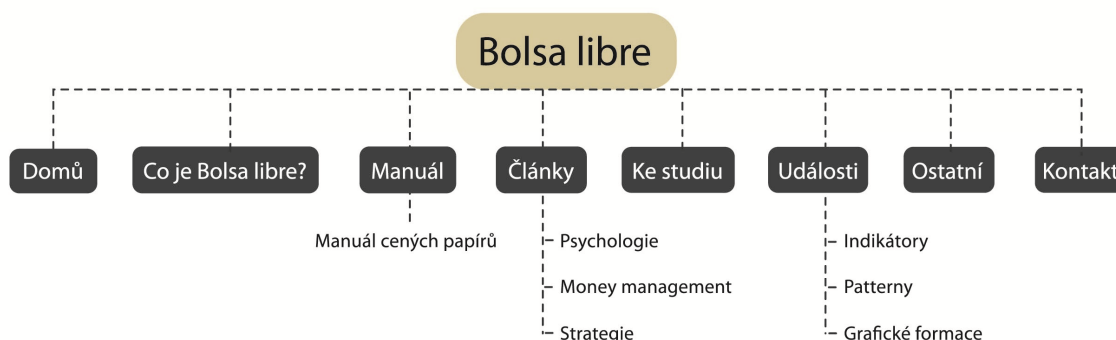 Bolsa libre
Domů
Co je Bolsa libre?
Manuál
Články
Ke studiu
Události
Ostatní
Kontakt
Manuál cených papírů
Psychologie
Money management
Strategie
Indikátory
Patterny
Grafické formace